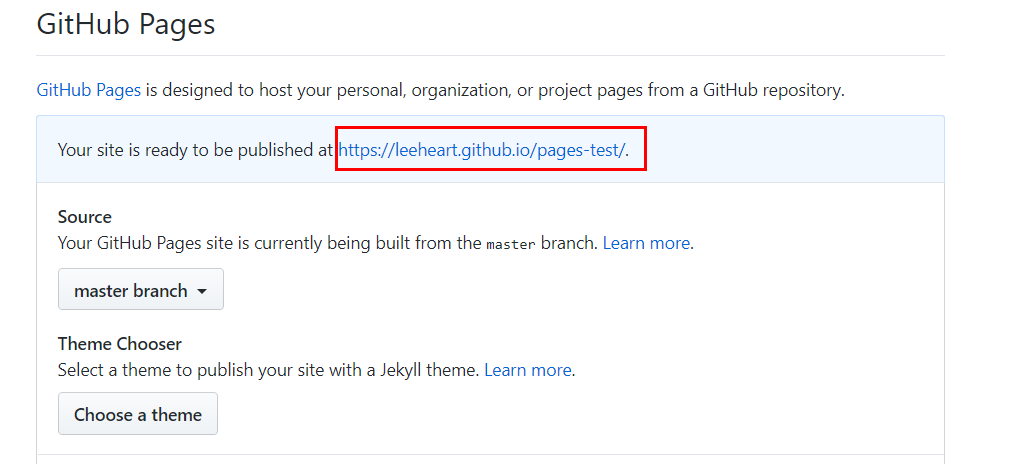 GitHub Pages
GitHub Pages is designed to host your personal, organization, or project pages from a GitHub repository.
Your site is ready to be published at https://leeheart.github.io/pages-test/.
Source
Your GitHub Pages site is currently being built from the master branch. Learn more.
master branch
Theme Chooser
Select a theme to publish your site with a Jekyll theme. Learn more.
Choose a theme